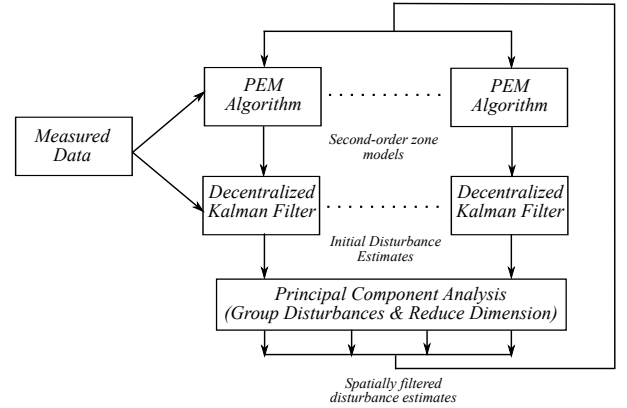 PEM
Algorithm
PEM
Algorithm
Measured
Data
Second-order zone
models
Decentralized
Kalman Filter
Decentralized
Kalman Filter
Initial Disturbance
Estimates
Principal Component Analysis
(Group Disturbances & Reduce Dimension)
Spatially filtered
disturbance estimates